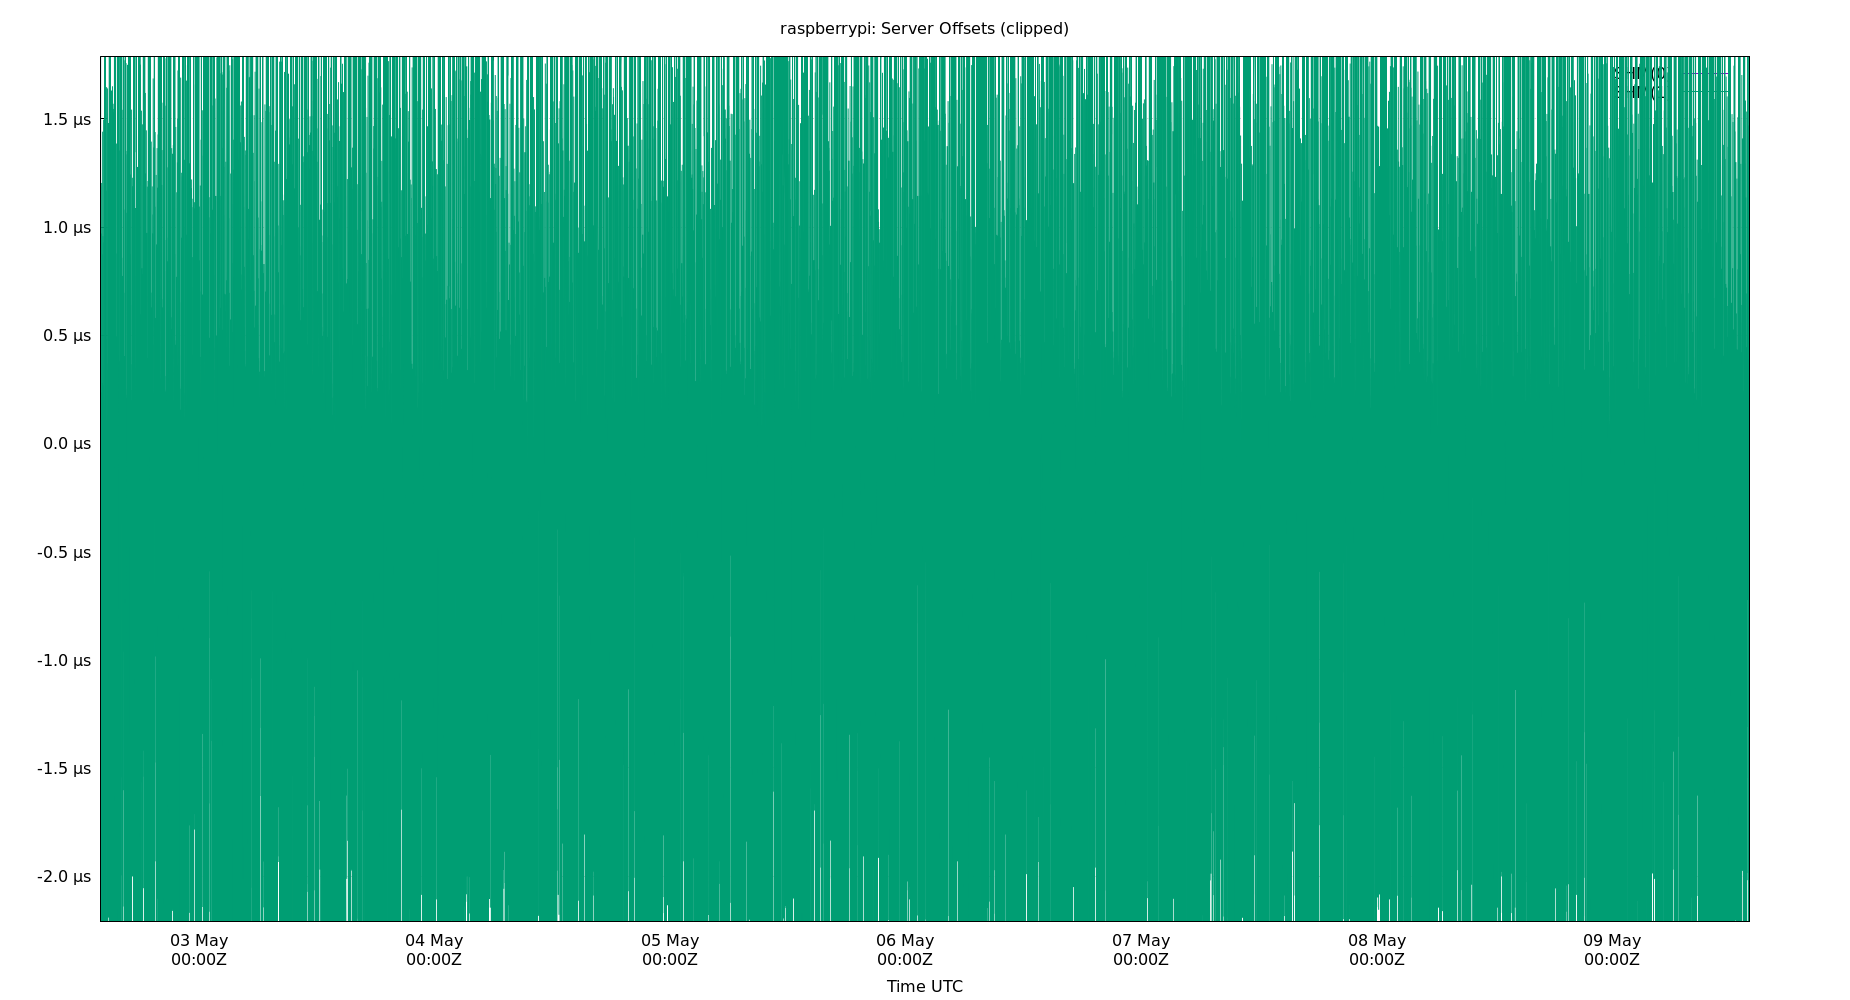 raspberrypi: Server Offsets (clipped)
1.5 µs
1.0 µs
0.5 µs
0.0 µs
-0.5 µs
-1.0 µs
-1.5 µs
-2.0 µs
03 May 04 May 05 May 06 May 07 May 08 May 09 May
00:00Z 00:00Z 00:00Z 00:00Z 00:00Z 00:00Z 00:00Z
Time UTC